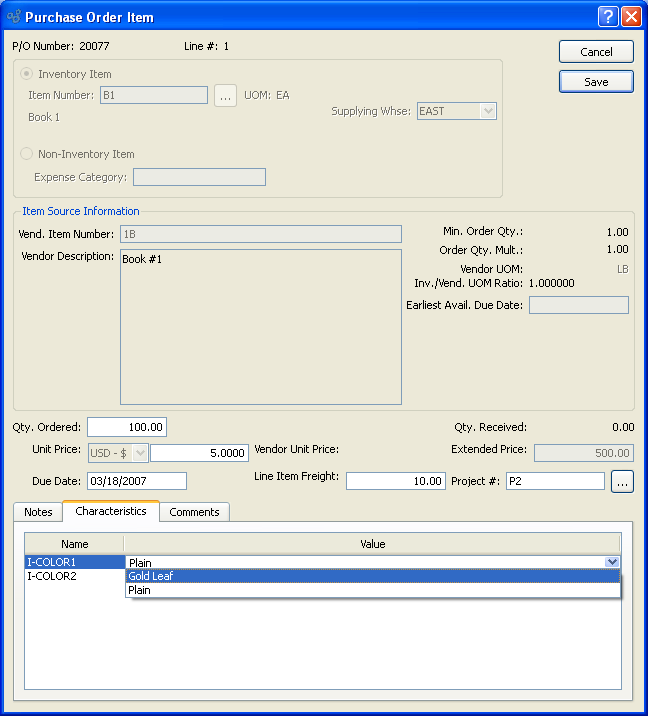 Purchase Order Item
P/O Number: 20077 Line #: 1
Cancel
Save
Inventory Item
Item Number: B1 ... UOM: EA
Book 1
Supplying Whse: EAST
Non-Inventory Item
Expense Category:
Item Source Information
Vend. Item Number: 1B
Vendor Description: Book #1
Min. Order Qty.: 1.00
Order Qty. Mult.: 1.00
Vendor UOM: LB
Inv./Vend. UOM Ratio: 1.000000
Earliest Avail. Due Date:
Qty. Ordered: 100.00 Qty. Received: 0.00
Unit Price: USD - $ 5.0000 Vendor Unit Price: Extended Price: 500.00
Due Date: 03/18/2007 Line Item Freight: 10.00 Project #: P2 ...
Notes Characteristics Comments
Name Value
I-COLOR1 Plain
I-COLOR2 Gold Leaf
Plain